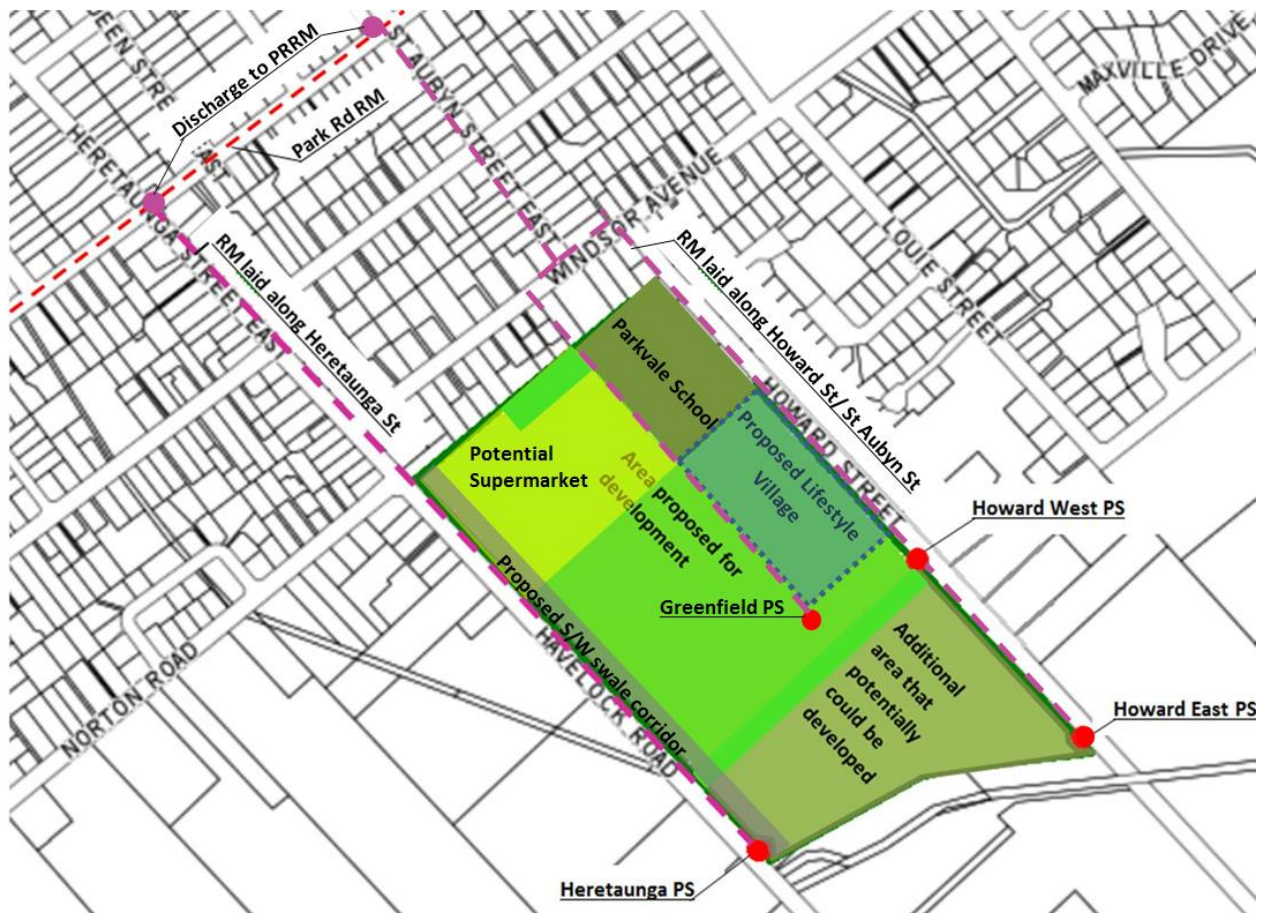 EEN STRE
EAST
HERETAUNGA STREET EAST
Discharge to PRRM
Park Rd RM
ST AUBYN STREET EAST
WINDSOR AVENUE
MAXVILLE DRIVE
LOUIE STREET
RM laid along Heretaunga St
RM laid along Howard St/ St Aubyn St
HOWARD STREET
Parkvale School
Proposed Lifestyle
Village
Potential
Supermarket
Area proposed for
development
Howard West PS
Greenfield PS
Proposed S/W swale corridor
HAVELOCK ROAD
NORTON ROAD
Additional
area that
potentially
could be
developed
Howard East PS
Heretaunga PS